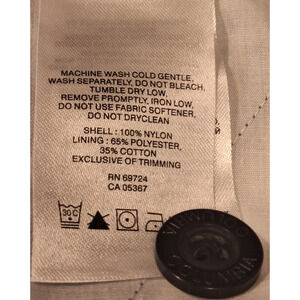 MACHINE WASH COLD GENTLE,
WASH SEPARATELY, DO NOT BLEACH,
TUMBLE DRY LOW,
REMOVE PROMPTLY, IRON LOW,
DO NOT USE FABRIC SOFTENER,
DO NOT DRYCLEAN
SHELL : 100% NYLON
LINING : 65% POLYESTER,
35% COTTON
EXCLUSIVE OF TRIMMING
RN 69724
CA 05367
30°C